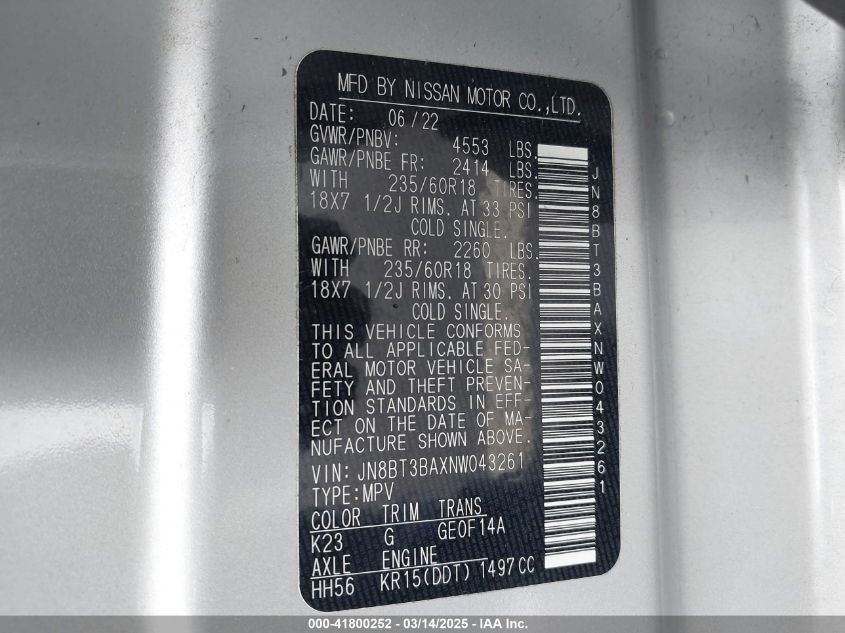 MFD BY NISSAN MOTOR CO.,LTD.
DATE: 06/22
GVWR/PNBV: 4553 LBS.
GAWR/PNBE FR: 2414 LBS.
WITH 235/60R18 TIRES.
18X7 1/2J RIMS. AT 33 PSI
COLD SINGLE.
GAWR/PNBE RR: 2260 LBS.
WITH 235/60R18 TIRES.
18X7 1/2J RIMS. AT 30 PSI
COLD SINGLE.
THIS VEHICLE CONFORMS
TO ALL APPLICABLE FED-
ERAL MOTOR VEHICLE SA-
FETY AND THEFT PREVEN-
TION STANDARDS IN EFF-
ECT ON THE DATE OF MA-
NUFACTURE SHOWN ABOVE.
VIN: JN8BT3BAXNW043261
TYPE:MPV
COLOR TRIM TRANS
K23 G GE0F14A
AXLE ENGINE
HH56 KR15(DDT) 1497CC
JN8BT3BAXNW043261
000-41800252 - 03/14/2025 - IAA Inc.